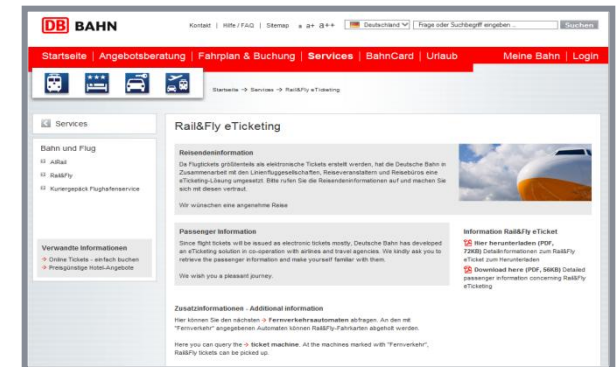 DB BAHN
Kontakt | Hilfe / FAQ | Sitemap a a+ a++ Deutschland Frage oder Suchbegriff eingeben... Suchen
Startseite | Angebotsberatung | Fahrplan & Buchung | Services | BahnCard | Urlaub Meine Bahn | Login
Startseite → Services → Rail&Fly eTicketing
Services
Bahn und Flug
AIRail
Rail&Fly
Kuriergepäck Flughafenservice
Verwandte Informationen
→ Online Tickets - einfach buchen
→ Preisgünstige Hotel-Angebote
Rail&Fly eTicketing
Reisendeninformation
Da Flugtickets größtenteils als elektronische Tickets erstellt werden, hat die Deutsche Bahn in
Zusammenarbeit mit den Linienfluggesellschaften, Reiseveranstaltern und Reisebüros eine
eTicketing-Lösung umgesetzt. Bitte rufen Sie die Reisendeninformationen auf und machen Sie
sich mit diesen vertraut.
Wir wünschen eine angenehme Reise
Passenger Information
Since flight tickets will be issued as electronic tickets mostly, Deutsche Bahn has developed
an eTicketing solution in co-operation with airlines and travel agencies. We kindly ask you to
retrieve the passenger information and make yourself familiar with them.
We wish you a pleasant journey.
Information Rail&Fly eTicket
Hier herunterladen (PDF,
72KB) Detailinformationen zum Rail&Fly
eTicket zum Herunterladen
Download here (PDF, 56KB) Detailed
passenger information concerning Rail&Fly
eTicketing
Zusatzinformationen - Additional information
Hier können Sie den nächsten → Fernverkehrsautomaten abfragen. An den mit
"Fernverkehr" angegebenen Automaten können Rail&Fly-Fahrkarten abgeholt werden.
Here you can query the → ticket machine. At the machines marked with "Fernverkehr",
Rail&Fly tickets can be picked up.